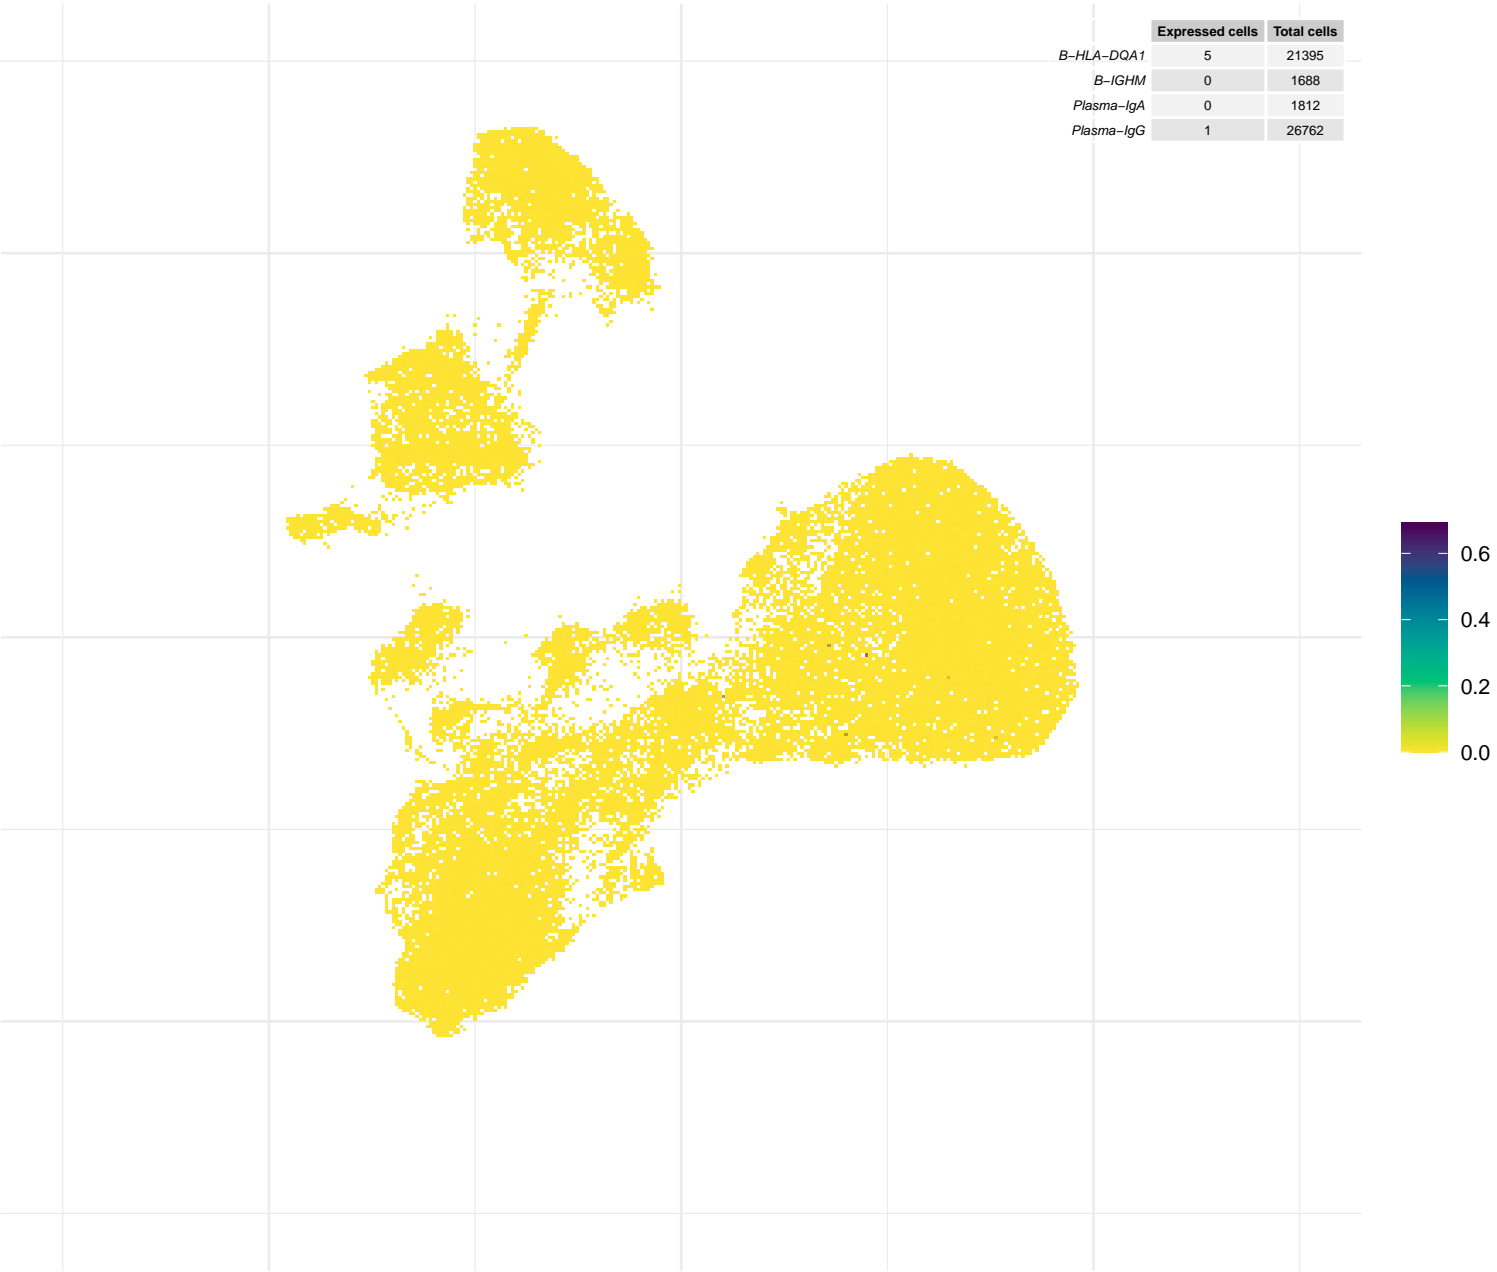 Expressed cells Total cells
B−HLA−DQA1 5 21395
B−IGHM 0 1688
Plasma−IgA 0 1812
Plasma−IgG 1 26762
0.6
0.4
0.2
0.0